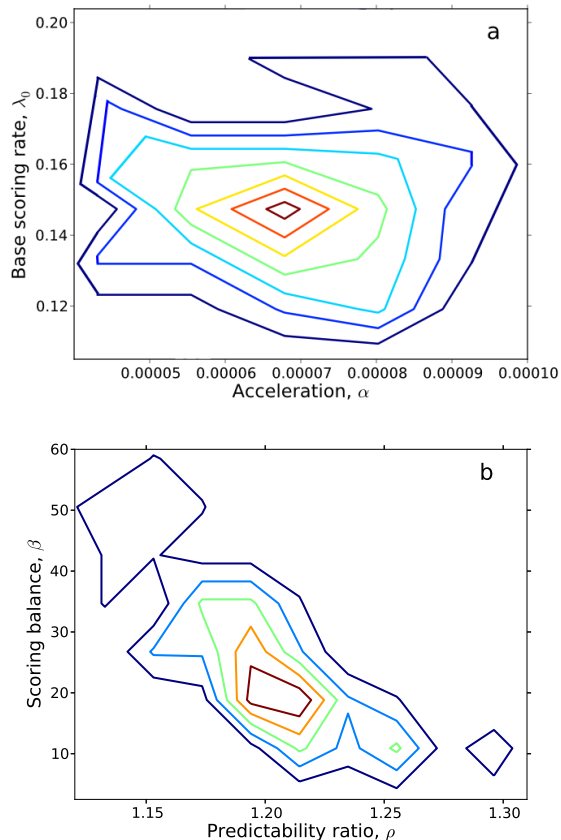 a
0.20
0.18
0.16
0.14
0.12
Base scoring rate, λ₀
0.00005 0.00006 0.00007 0.00008 0.00009 0.00010
Acceleration, α
b
60
50
40
30
20
10
Scoring balance, β
1.15 1.20 1.25 1.30
Predictability ratio, ρ